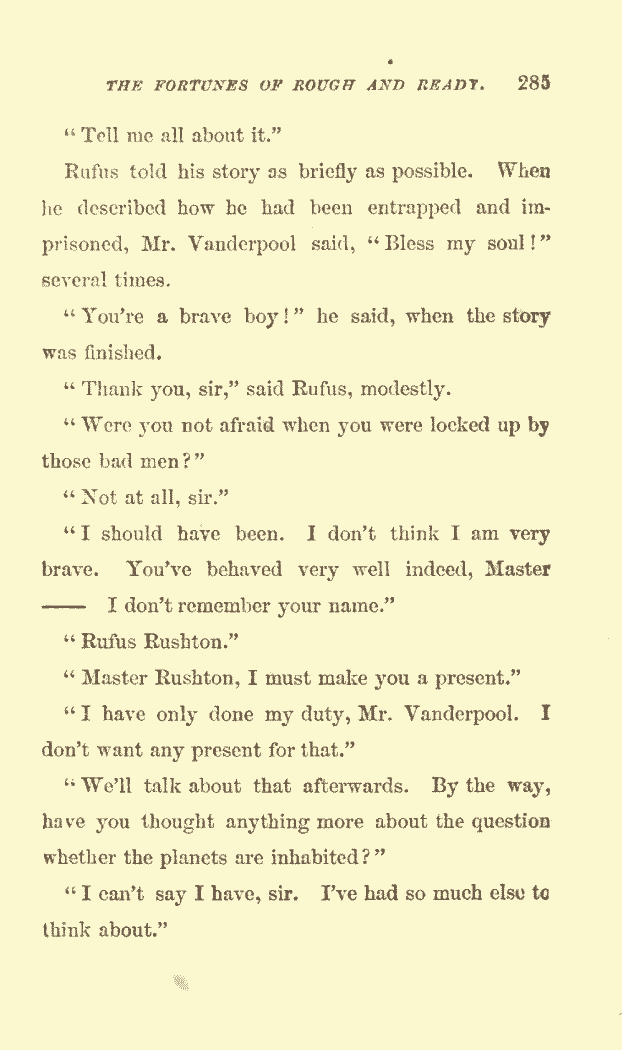 THE FORTUNES OF ROUGH AND READY. 285
“Tell me all about it.”
Rufus told his story as briefly as possible. When
he described how he had been entrapped and im-
prisoned, Mr. Vanderpool said, “Bless my soul!”
several times.
“You're a brave boy!” he said, when the story
was finished.
“Thank you, sir,” said Rufus, modestly.
“Were you not afraid when you were locked up by
those bad men?”
“Not at all, sir.”
“I should have been. I don't think I am very
brave. You've behaved very well indeed, Master
—— I don't remember your name.”
“Rufus Rushton.”
“Master Rushton, I must make you a present.”
“I have only done my duty, Mr. Vanderpool. I
don't want any present for that.”
“We'll talk about that afterwards. By the way,
have you thought anything more about the question
whether the planets are inhabited?”
“I can't say I have, sir. I've had so much else to
think about.”